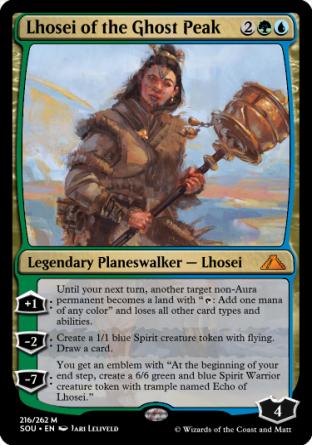 Lhosei of the Ghost Peak 2
Legendary Planeswalker — Lhosei
+1: Until your next turn, another target non-Aura
permanent becomes a land with “T: Add one mana
of any color” and loses all other card types and
abilities.
-2: Create a 1/1 blue Spirit creature token with flying.
Draw a card.
-7: You get an emblem with “At the beginning of your
end step, create a 6/6 green and blue Spirit Warrior
creature token with trample named Echo of
Lhosei.”
4
216/262 M
SOU • EN Jari Leliveld © Wizards of the Coast and Matt